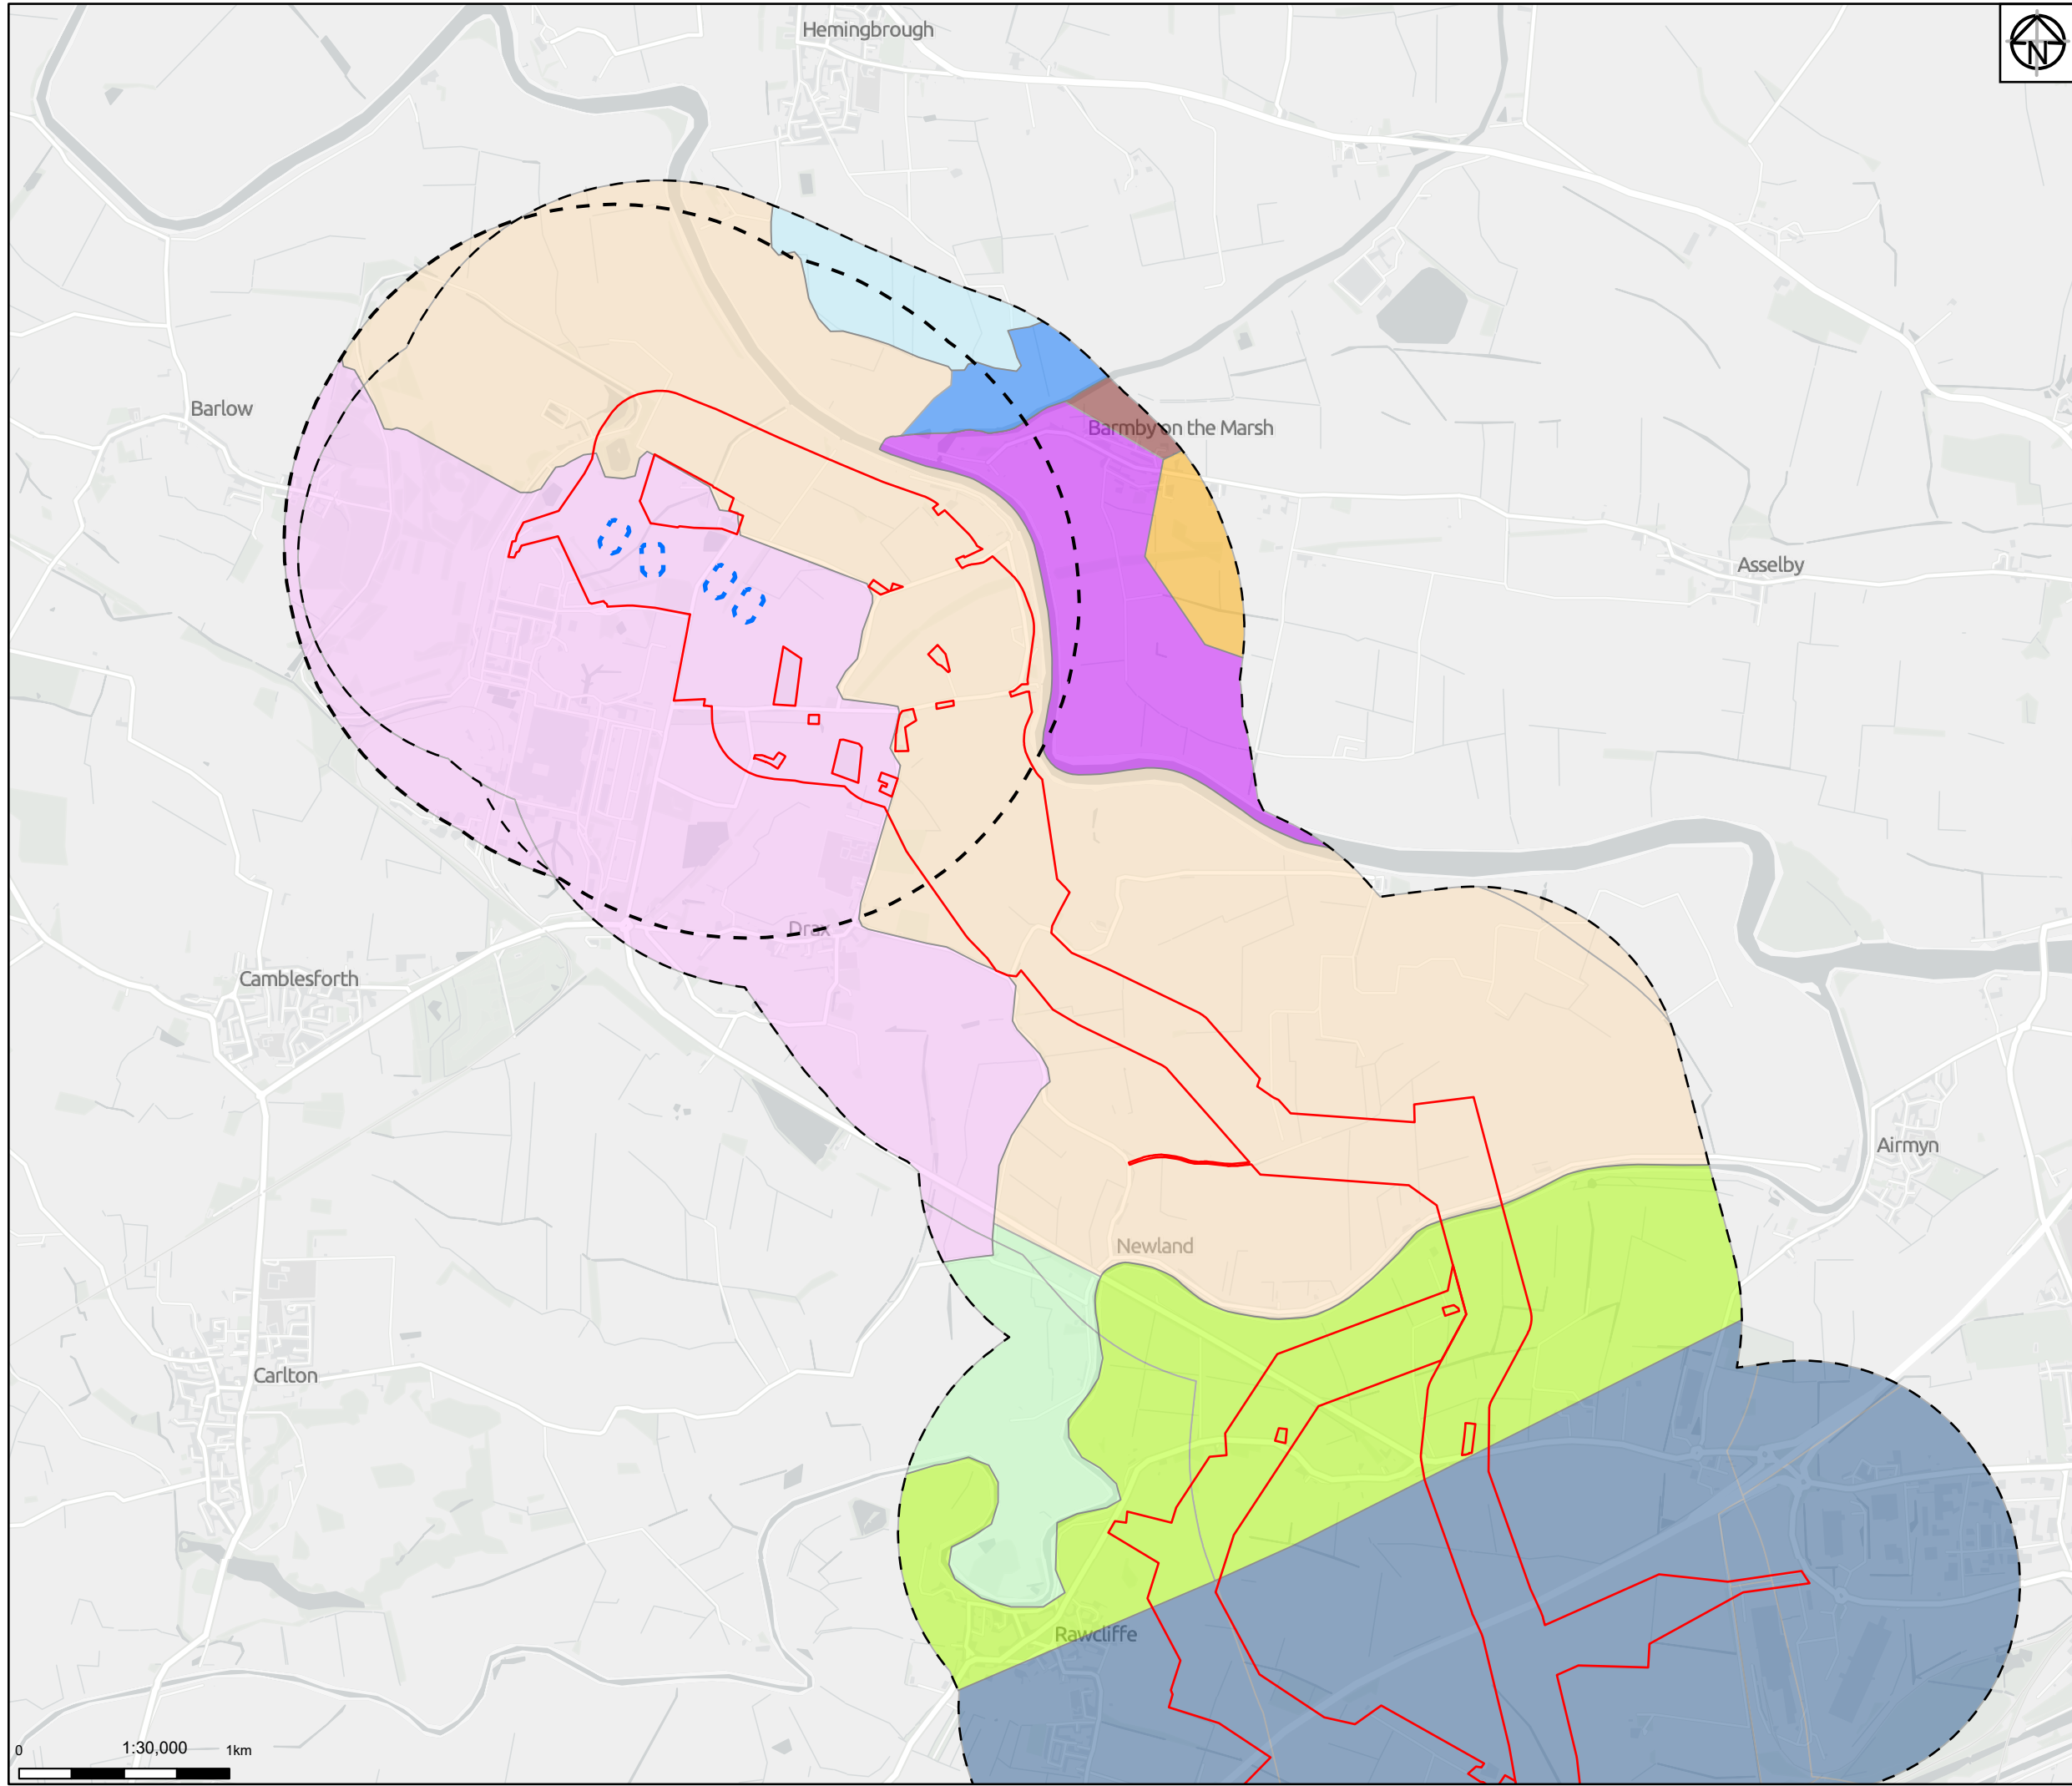 Hemingbrough
N
Barlow
Barmby on the Marsh
Asselby
Drax
Camblesforth
Airmyn
Newland
Carlton
Rawcliffe
0 1:30,000 1km